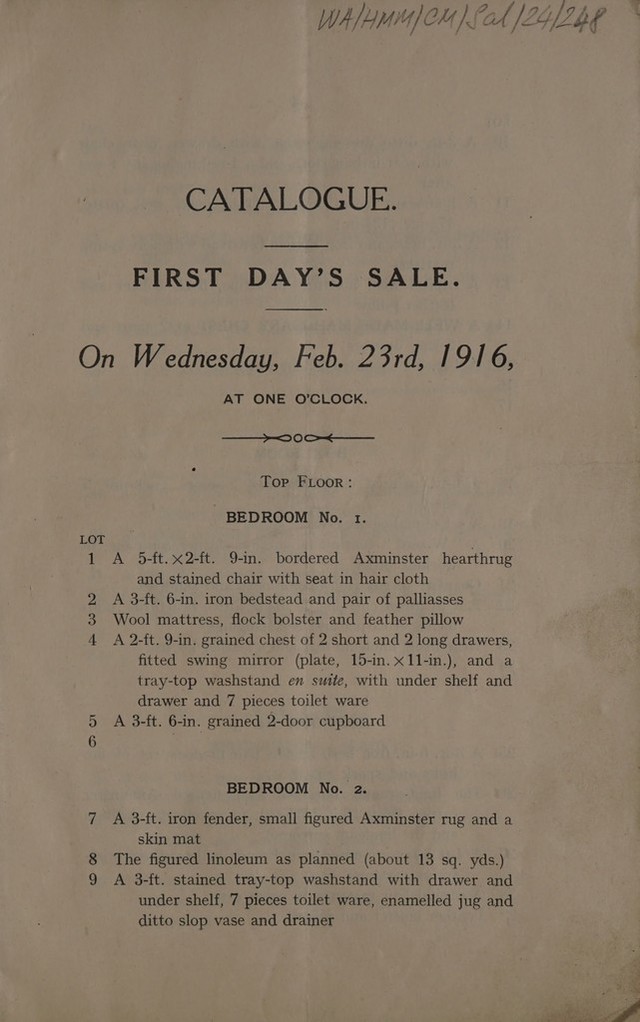 WA/HMM/CM/Sal/24/248
CATALOGUE.
FIRST DAY'S SALE.
On Wednesday, Feb. 23rd, 1916,
AT ONE O'CLOCK.
Top Floor:
BEDROOM No. 1.
LOT
1 A 5-ft. × 2-ft. 9-in. bordered Axminster hearthrug
and stained chair with seat in hair cloth
2 A 3-ft. 6-in. iron bedstead and pair of palliasses
3 Wool mattress, flock bolster and feather pillow
4 A 2-ft. 9-in. grained chest of 2 short and 2 long drawers,
fitted swing mirror (plate, 15-in. × 11-in.), and a
tray-top washstand en suite, with under shelf and
drawer and 7 pieces toilet ware
5 A 3-ft. 6-in. grained 2-door cupboard
6
BEDROOM No. 2.
7 A 3-ft. iron fender, small figured Axminster rug and a
skin mat
8 The figured linoleum as planned (about 13 sq. yds.)
9 A 3-ft. stained tray-top washstand with drawer and
under shelf, 7 pieces toilet ware, enamelled jug and
ditto slop vase and drainer